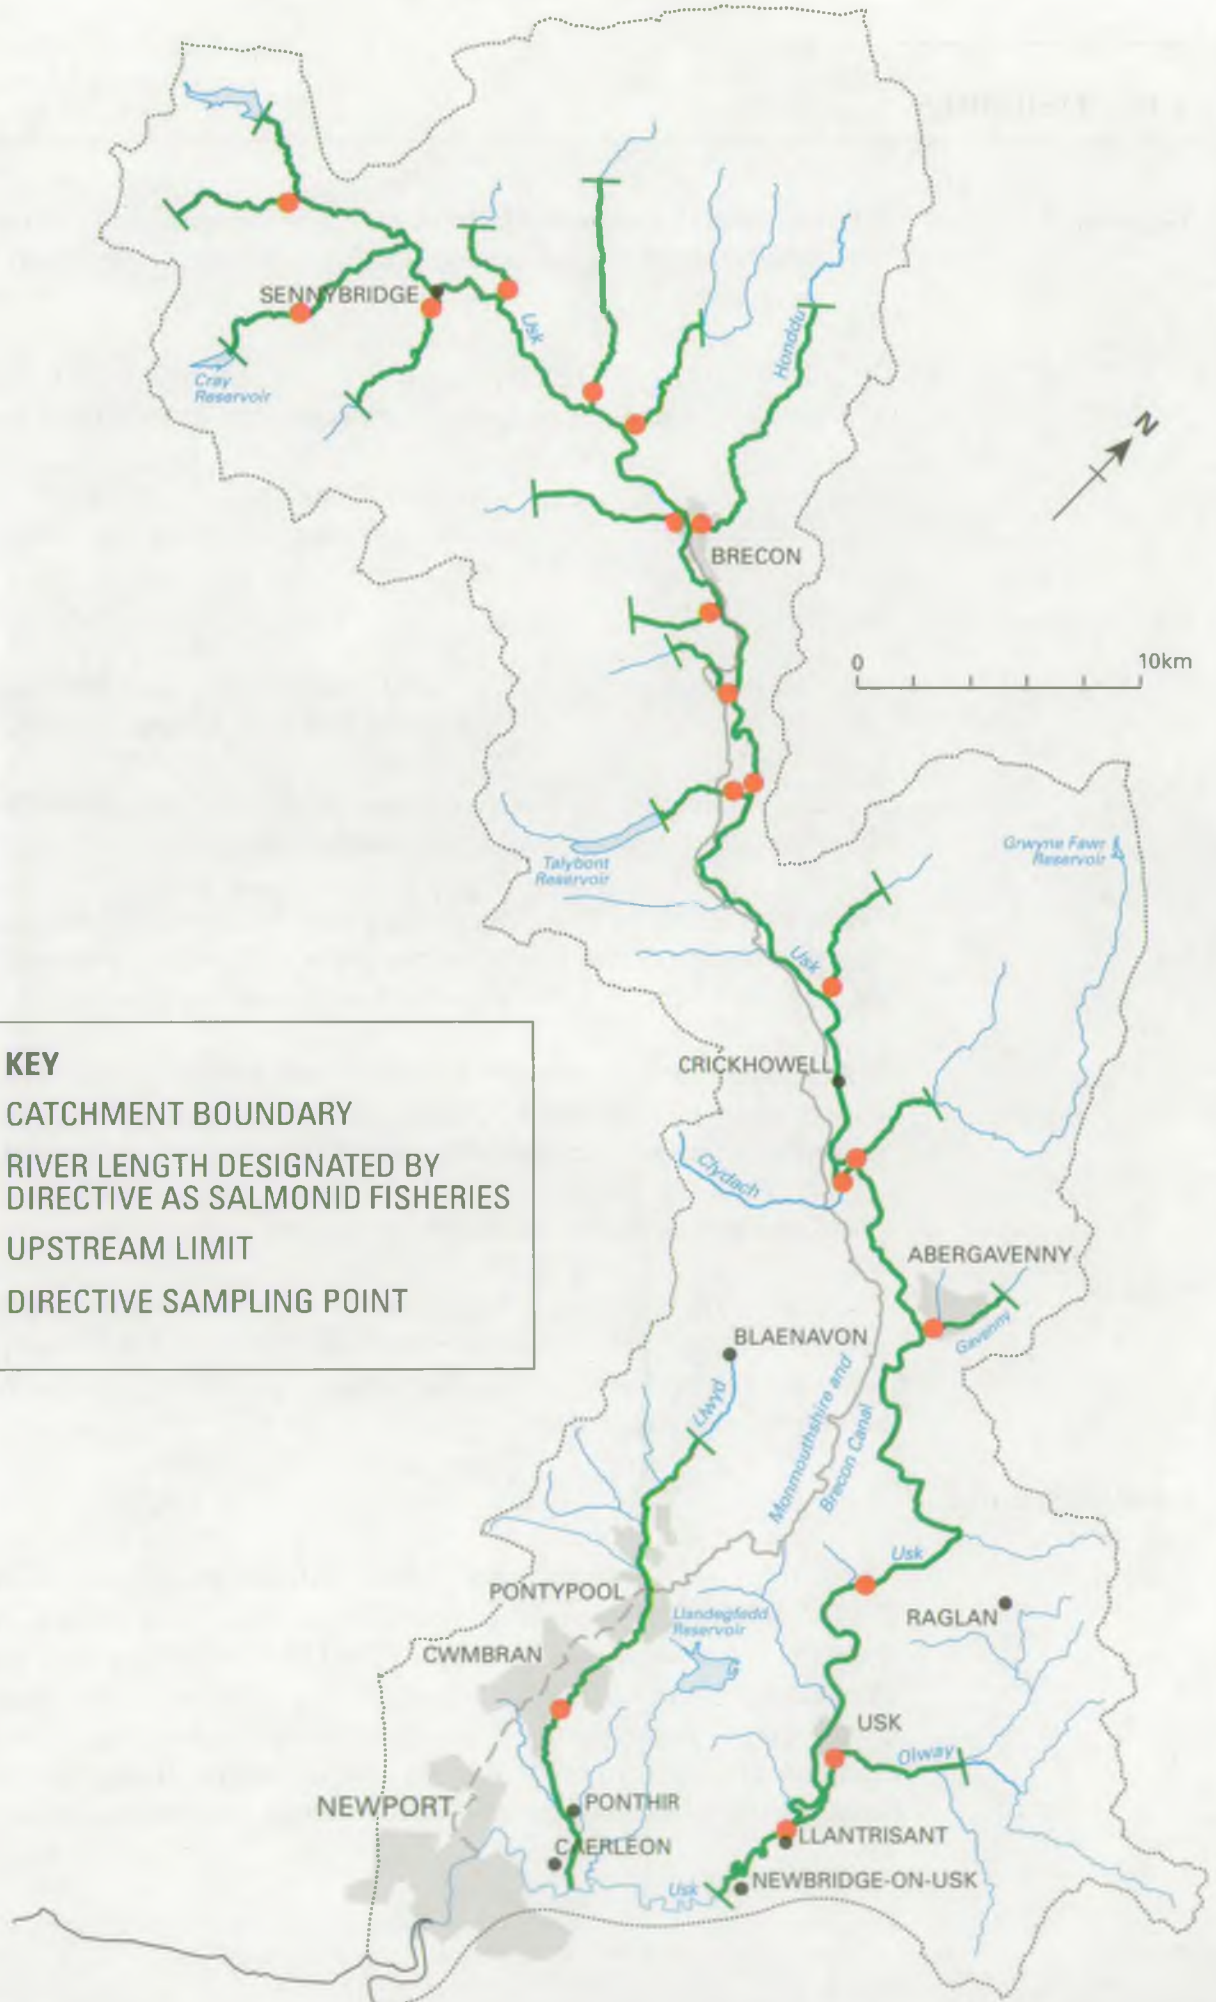 SENNYBRIDGE
Usk
Honddu
Cray
Reservoir
N
BRECON
0
10km
Talybont
Reservoir
Grwyne Fawr
Reservoir
Usk
KEY
CATCHMENT BOUNDARY
RIVER LENGTH DESIGNATED BY
DIRECTIVE AS SALMONID FISHERIES
UPSTREAM LIMIT
DIRECTIVE SAMPLING POINT
CRICKHOWELL
Clydach
ABERGAVENNY
Gavenny
BLAENAVON
Llwyd
Monmouthshire and
Brecon Canal
Usk
PONTYPOOL
Llandegfedd
Reservoir
RAGLAN
CWMBRAN
USK
Olway
NEWPORT
PONTHIR
LLANTRISANT
CAERLEON
NEWBRIDGE-ON-USK
Usk